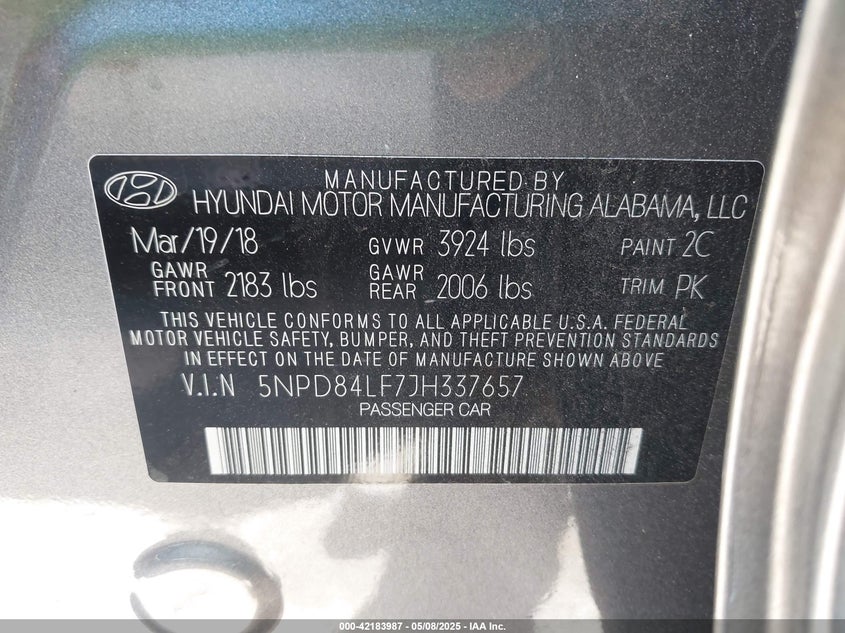 MANUFACTURED BY
HYUNDAI MOTOR MANUFACTURING ALABAMA, LLC
Mar/19/18 GVWR 3924 lbs PAINT 2C
GAWR FRONT 2183 lbs GAWR REAR 2006 lbs TRIM PK
THIS VEHICLE CONFORMS TO ALL APPLICABLE U.S.A. FEDERAL
MOTOR VEHICLE SAFETY, BUMPER, AND THEFT PREVENTION STANDARDS
IN EFFECT ON THE DATE OF MANUFACTURE SHOWN ABOVE
V.I.N 5NPD84LF7JH337657
PASSENGER CAR
000-42183987 - 05/08/2025 - IAA Inc.